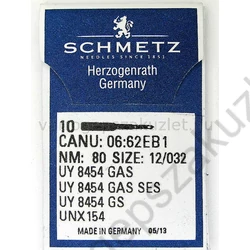 SCHMETZ
NEEDLES SINCE 1851
Herzogenrath
Germany
10
CANU: 06:62EB1
NM: 80 SIZE: 12/032
UY 8454 GAS
UY 8454 GAS SES
UY 8454 GS
UNX154
MADE IN GERMANY 05/13